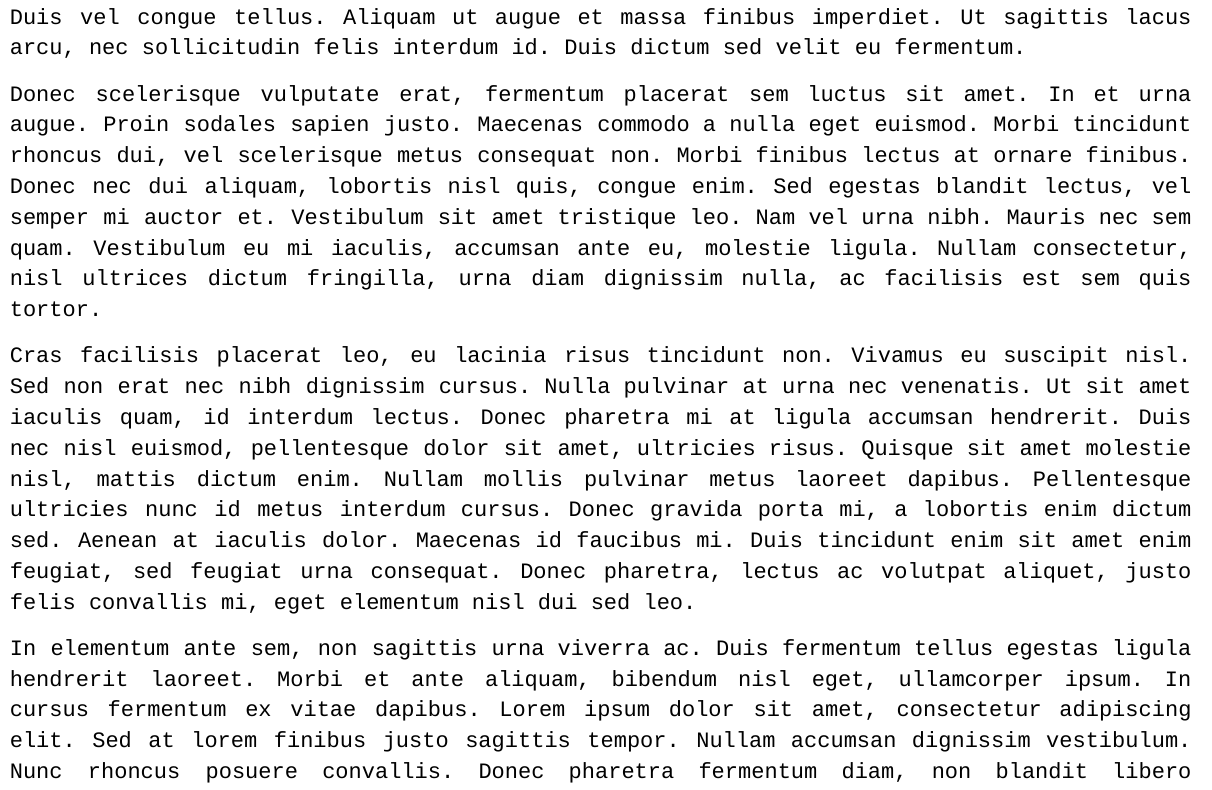 Duis vel congue tellus. Aliquam ut augue et massa finibus imperdiet. Ut sagittis lacus
arcu, nec sollicitudin felis interdum id. Duis dictum sed velit eu fermentum.
Donec scelerisque vulputate erat, fermentum placerat sem luctus sit amet. In et urna
augue. Proin sodales sapien justo. Maecenas commodo a nulla eget euismod. Morbi tincidunt
rhoncus dui, vel scelerisque metus consequat non. Morbi finibus lectus at ornare finibus.
Donec nec dui aliquam, lobortis nisl quis, congue enim. Sed egestas blandit lectus, vel
semper mi auctor et. Vestibulum sit amet tristique leo. Nam vel urna nibh. Mauris nec sem
quam. Vestibulum eu mi iaculis, accumsan ante eu, molestie ligula. Nullam consectetur,
nisl ultrices dictum fringilla, urna diam dignissim nulla, ac facilisis est sem quis
tortor.
Cras facilisis placerat leo, eu lacinia risus tincidunt non. Vivamus eu suscipit nisl.
Sed non erat nec nibh dignissim cursus. Nulla pulvinar at urna nec venenatis. Ut sit amet
iaculis quam, id interdum lectus. Donec pharetra mi at ligula accumsan hendrerit. Duis
nec nisl euismod, pellentesque dolor sit amet, ultricies risus. Quisque sit amet molestie
nisl, mattis dictum enim. Nullam mollis pulvinar metus laoreet dapibus. Pellentesque
ultricies nunc id metus interdum cursus. Donec gravida porta mi, a lobortis enim dictum
sed. Aenean at iaculis dolor. Maecenas id faucibus mi. Duis tincidunt enim sit amet enim
feugiat, sed feugiat urna consequat. Donec pharetra, lectus ac volutpat aliquet, justo
felis convallis mi, eget elementum nisl dui sed leo.
In elementum ante sem, non sagittis urna viverra ac. Duis fermentum tellus egestas ligula
hendrerit laoreet. Morbi et ante aliquam, bibendum nisl eget, ullamcorper ipsum. In
cursus fermentum ex vitae dapibus. Lorem ipsum dolor sit amet, consectetur adipiscing
elit. Sed at lorem finibus justo sagittis tempor. Nullam accumsan dignissim vestibulum.
Nunc rhoncus posuere convallis. Donec pharetra fermentum diam, non blandit libero